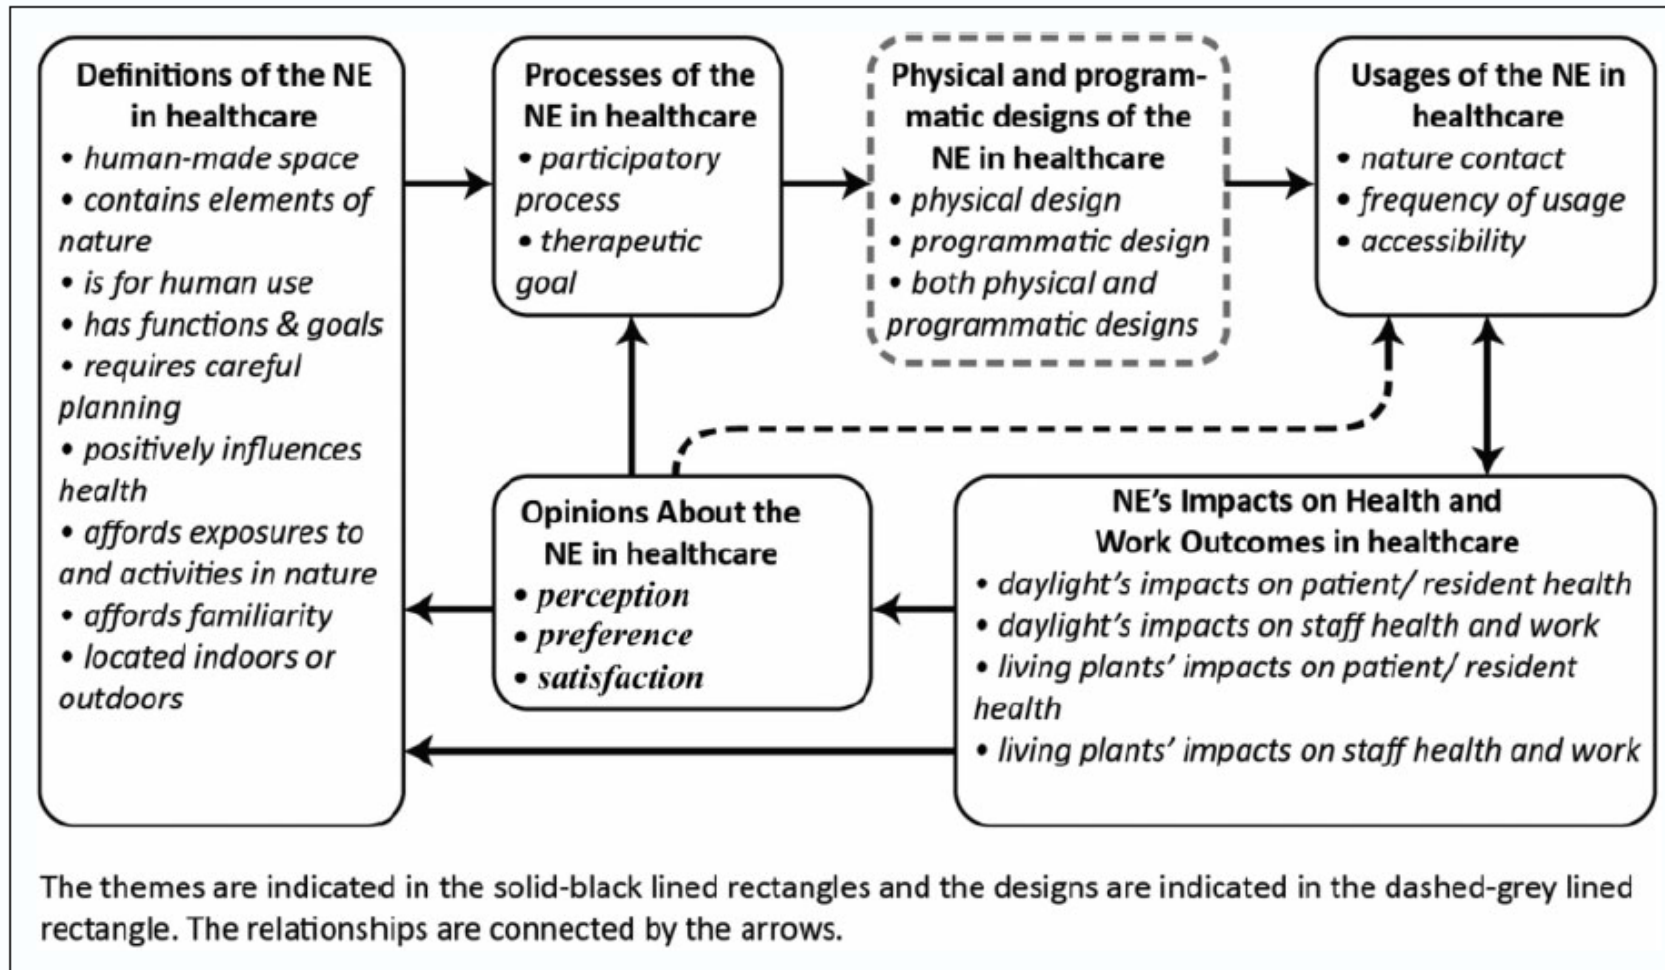 Definitions of the NE
in healthcare
• human-made space
• contains elements of
nature
• is for human use
• has functions & goals
• requires careful
planning
• positively influences
health
• affords exposures to
and activities in nature
• affords familiarity
• located indoors or
outdoors
Processes of the
NE in healthcare
• participatory
process
• therapeutic
goal
Physical and program-
matic designs of the
NE in healthcare
• physical design
• programmatic design
• both physical and
programmatic designs
Usages of the NE in
healthcare
• nature contact
• frequency of usage
• accessibility
Opinions About the
NE in healthcare
• perception
• preference
• satisfaction
NE's Impacts on Health and
Work Outcomes in healthcare
• daylight's impacts on patient/ resident health
• daylight's impacts on staff health and work
• living plants' impacts on patient/ resident
health
• living plants' impacts on staff health and work
The themes are indicated in the solid-black lined rectangles and the designs are indicated in the dashed-grey lined
rectangle. The relationships are connected by the arrows.